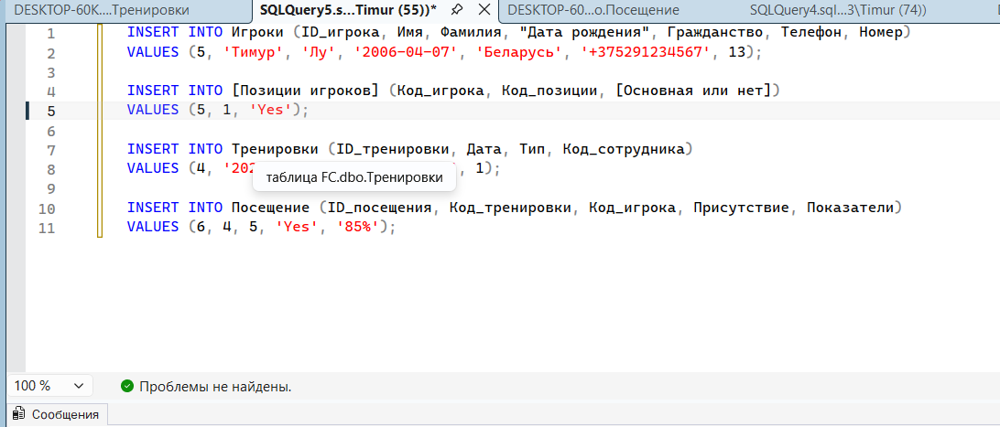 DESKTOP-60K....Тренировки
SQLQuery5.s...Timur (55))*
DESKTOP-60...o.Посещение
SQLQuery4.sql...3\Timur (74))
1 INSERT INTO Игроки (ID_игрока, Имя, Фамилия, "Дата рождения", Гражданство, Телефон, Номер)
2 VALUES (5, 'Тимур', 'Лу', '2006-04-07', 'Беларусь', '+375291234567', 13);
3
4 INSERT INTO [Позиции игроков] (Код_игрока, Код_позиции, [Основная или нет])
5 VALUES (5, 1, 'Yes');
6
7 INSERT INTO Тренировки (ID_тренировки, Дата, Тип, Код_сотрудника)
8 VALUES (4, '202 ', 1);
таблица FC.dbo.Тренировки
9
10 INSERT INTO Посещение (ID_посещения, Код_тренировки, Код_игрока, Присутствие, Показатели)
11 VALUES (6, 4, 5, 'Yes', '85%');
100 %
Проблемы не найдены.
Сообщения